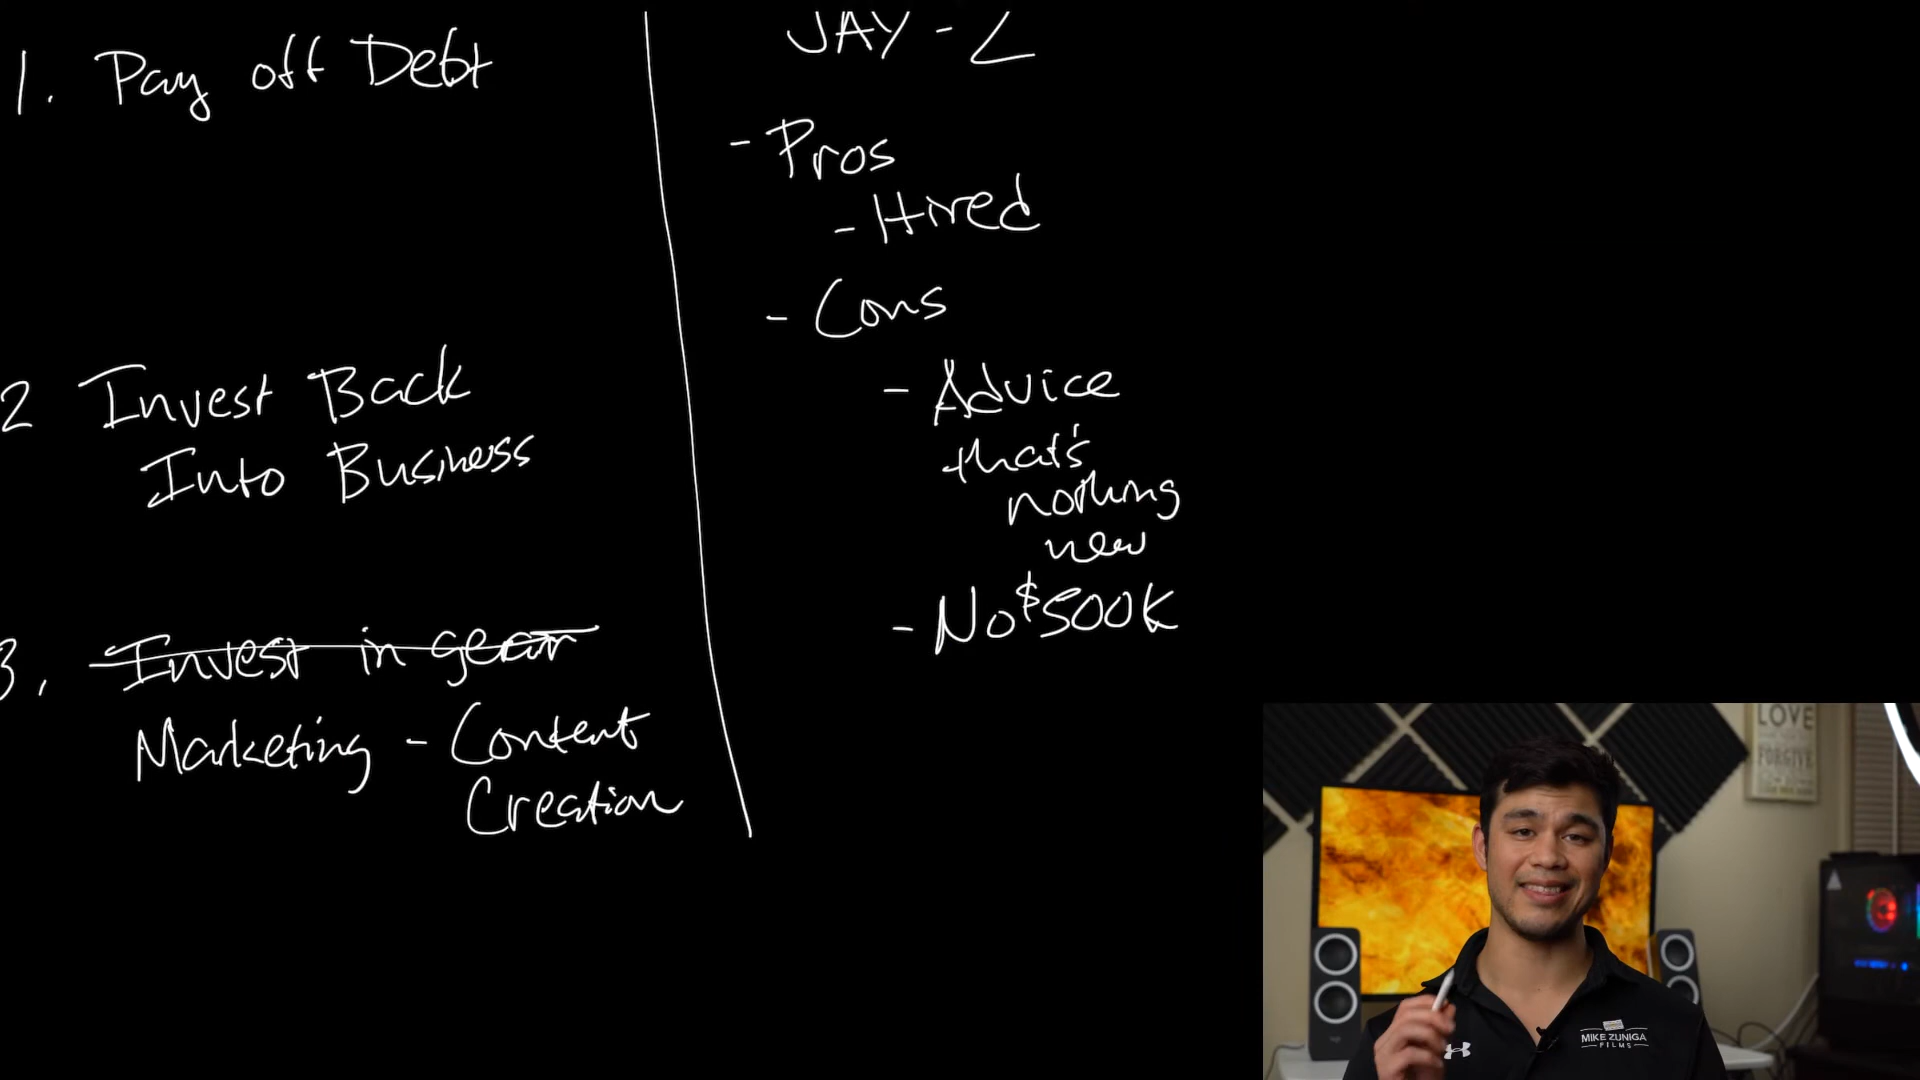 1. Pay off Debt
2 Invest Back
Into Business
3. Invest in gear
Marketing - Content
Creation
JAY - Z
- Pros
- Hired
- Cons
- Advice
that's
nothing
new
- No $500K
LOVE
FORGIVE
MIKE ZUNIGA
FILMS